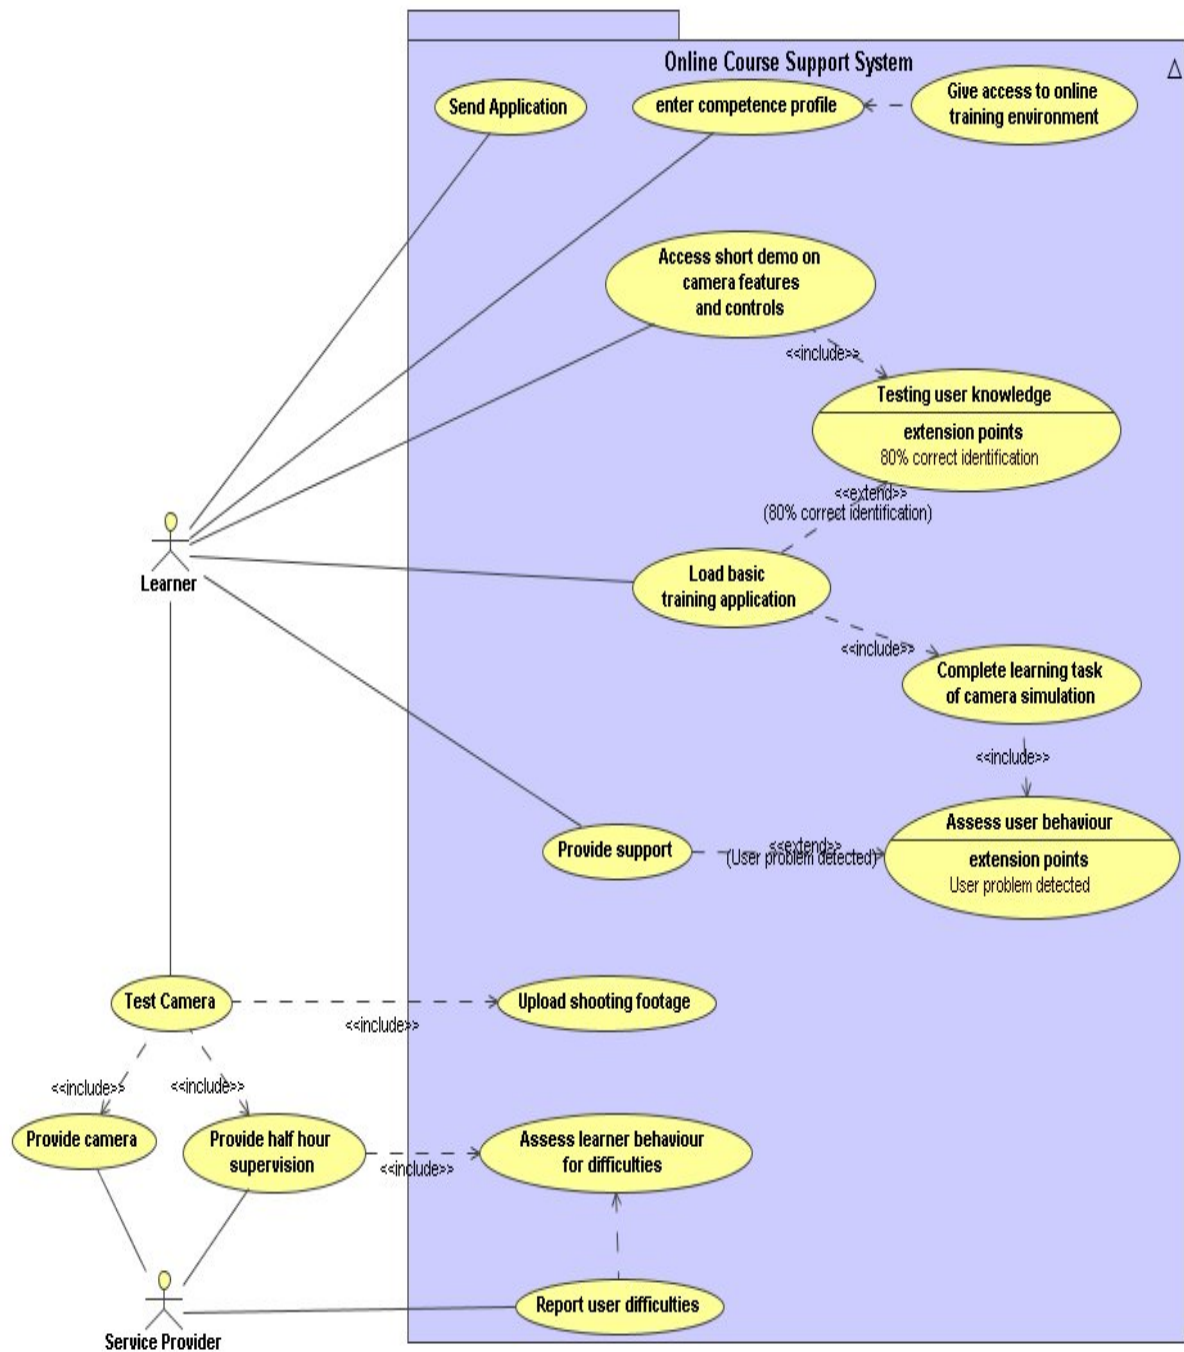 Online Course Support System
Send Application
enter competence profile
Give access to online
training environment
Access short demo on
camera features
and controls
<<include>>
Testing user knowledge
extension points
80% correct identification
<<extend>>
(80% correct identification)
Learner
Load basic
training application
<<include>>
Complete learning task
of camera simulation
<<include>>
Assess user behaviour
extension points
User problem detected
Provide support
<<extend>>
(User problem detected)
Test Camera
<<include>>
Upload shooting footage
<<include>>
<<include>>
Provide camera
Provide half hour
supervision
<<include>>
Assess learner behaviour
for difficulties
Report user difficulties
Service Provider